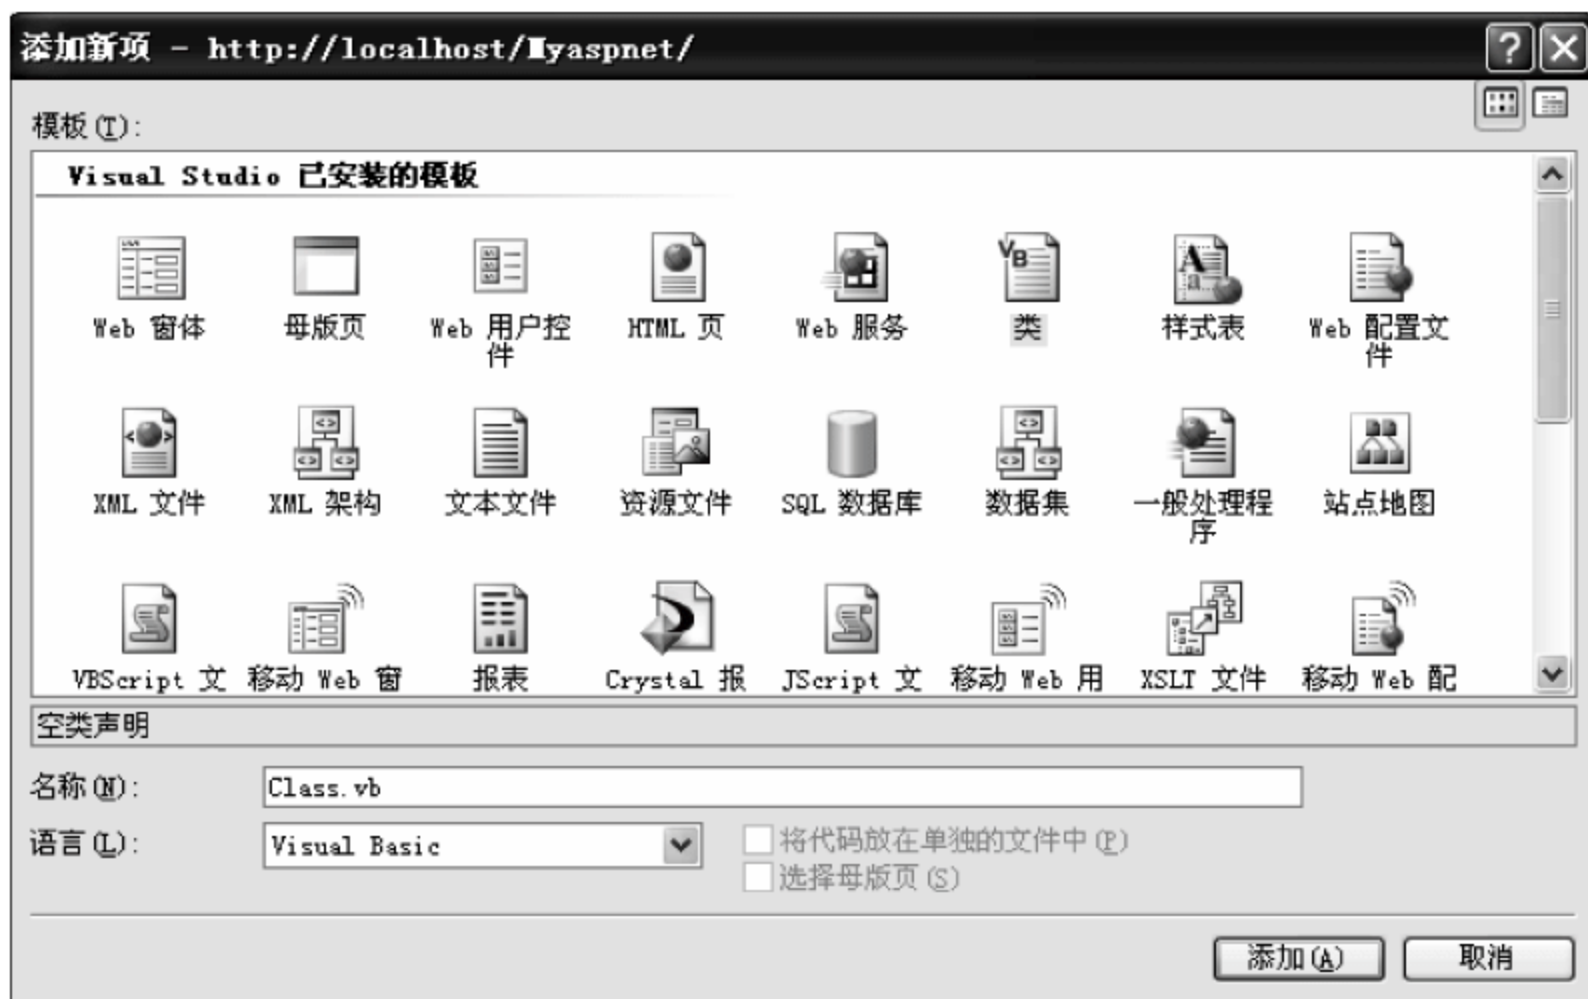 添加新项 - http://localhost/Myaspnet/
模板(T):
Visual Studio 已安装的模板
Web 窗体
母版页
Web 用户控件
HTML 页
Web 服务
类
样式表
Web 配置文件
XML 文件
XML 架构
文本文件
资源文件
SQL 数据库
数据集
一般处理程序
站点地图
VBScript 文
移动 Web 窗
报表
Crystal 报
JScript 文
移动 Web 用
XSLT 文件
移动 Web 配
空类声明
名称(N):
Class.vb
语言(L):
Visual Basic
将代码放在单独的文件中(P)
选择母版页(S)
添加(A)
取消